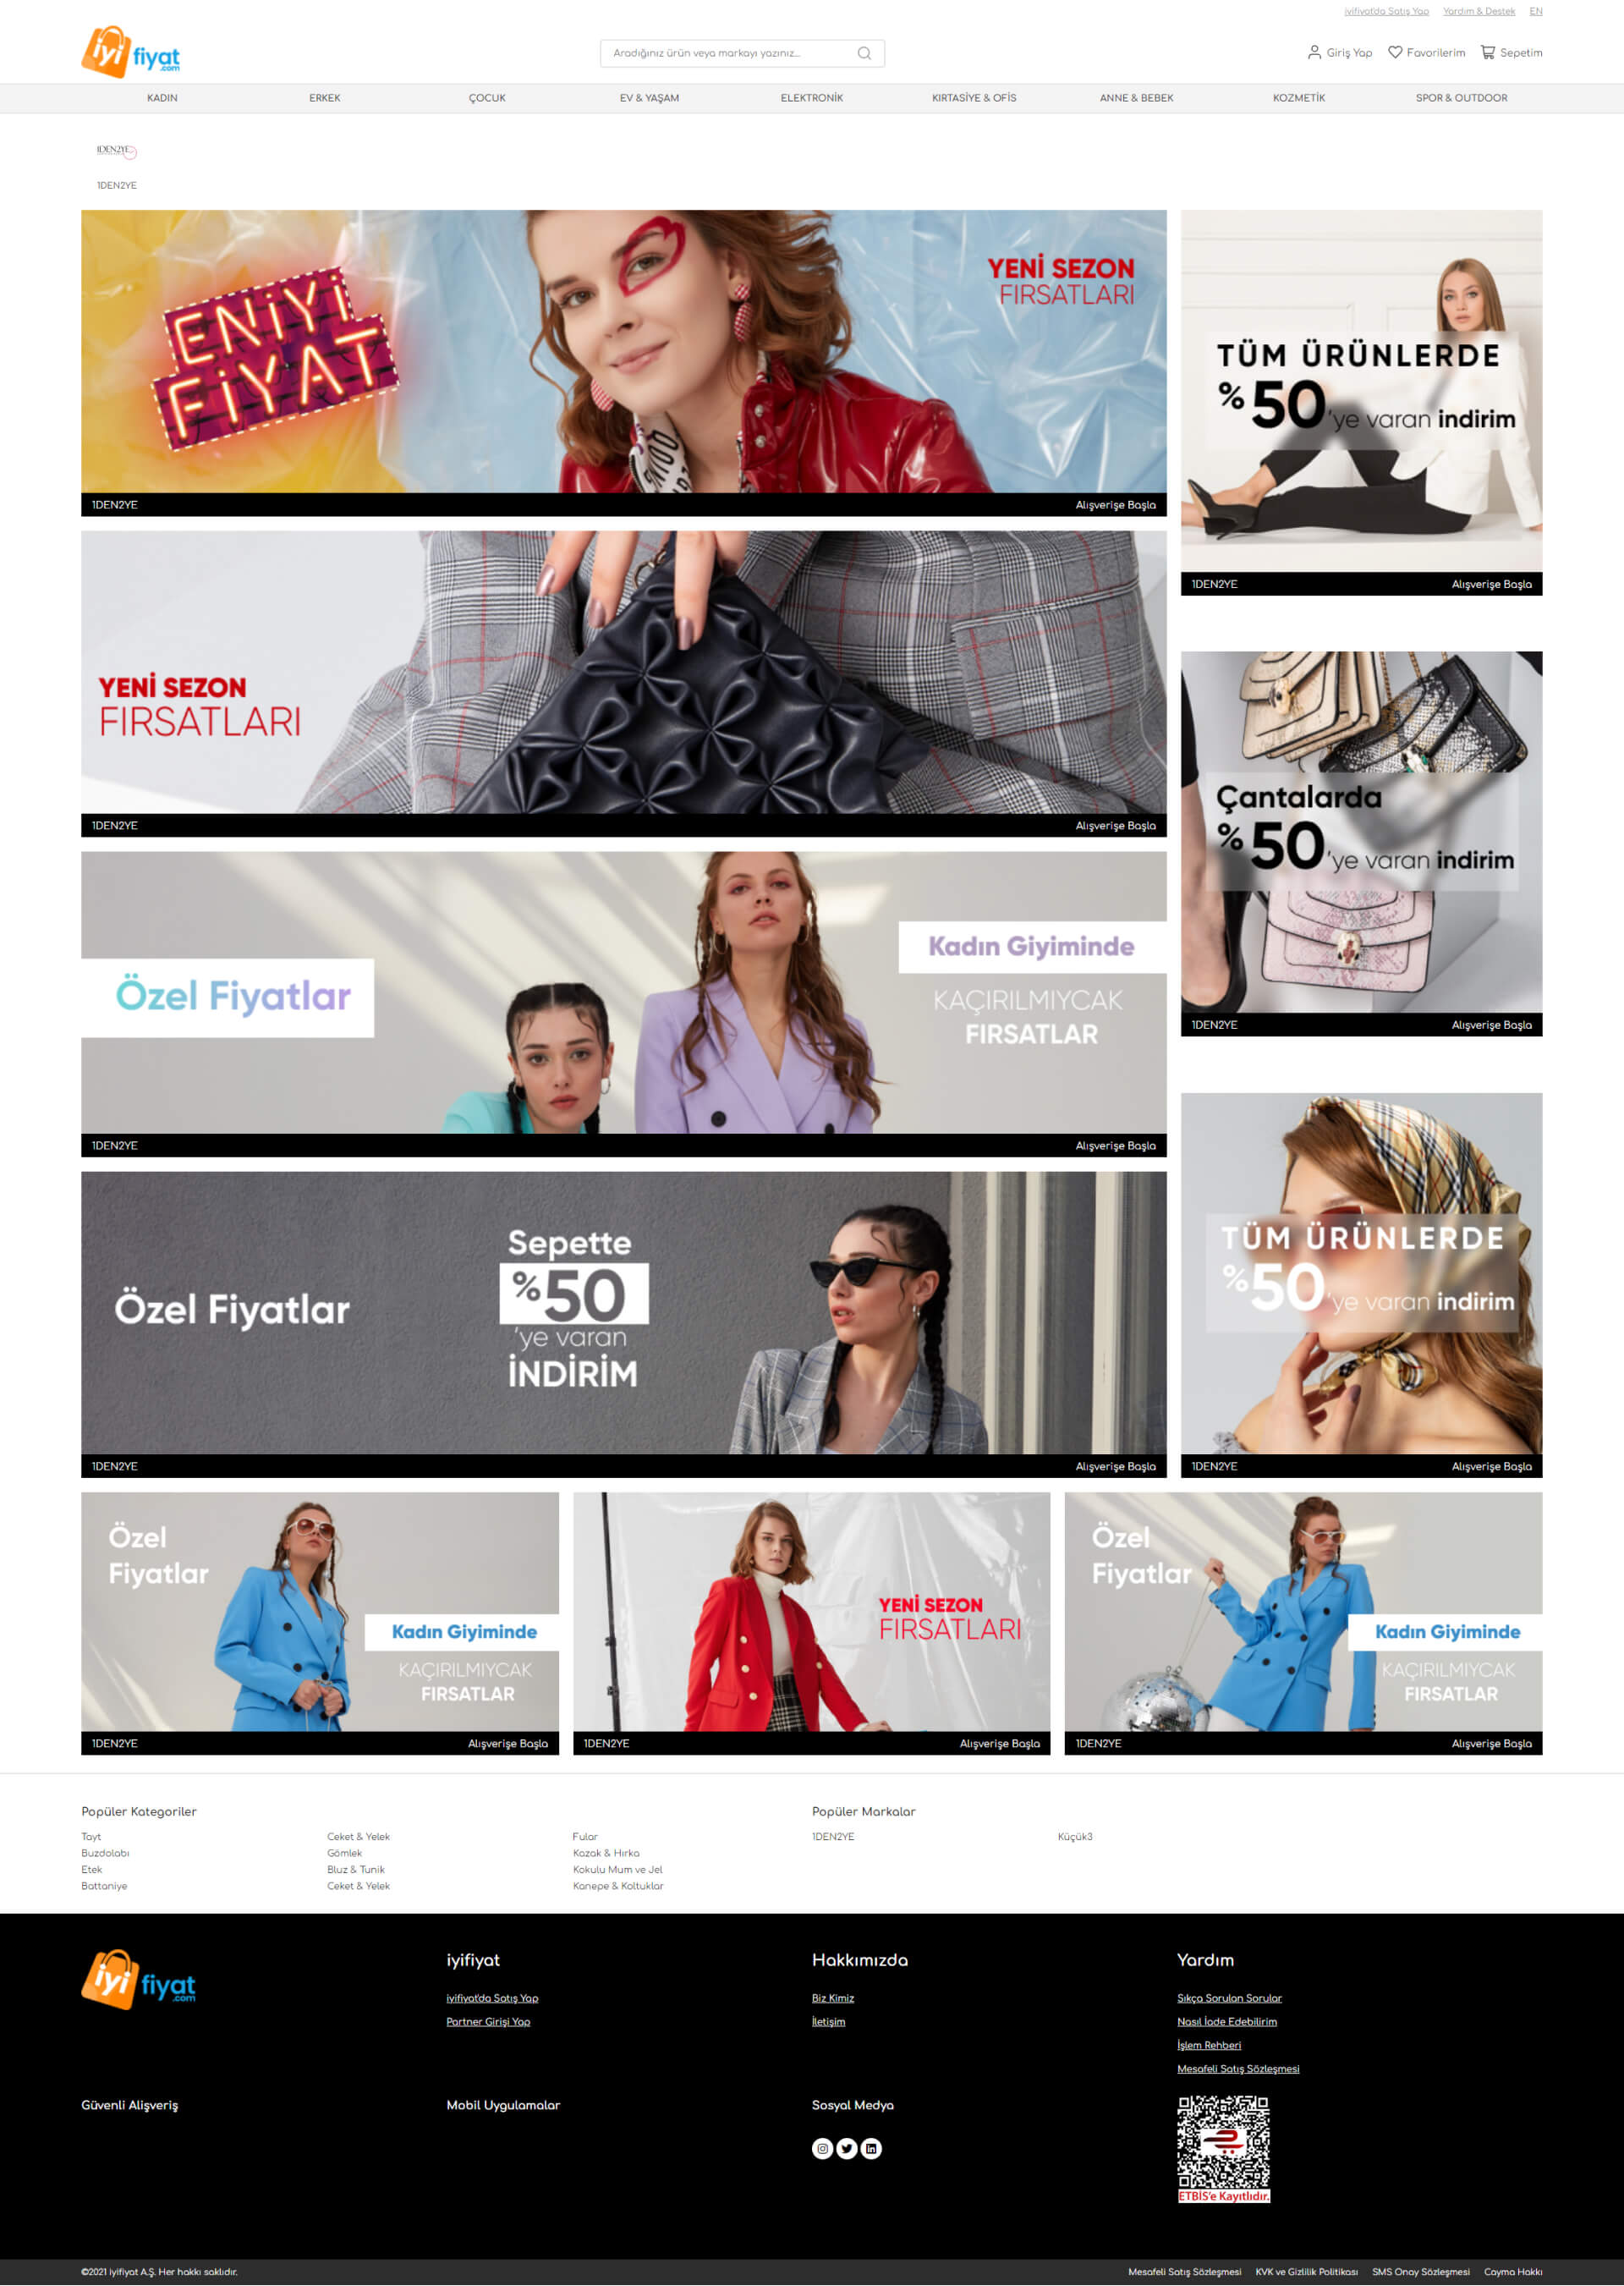 iyifiyat'da Satış Yap
Yardım & Destek
EN
iyi fiyat .com
Aradığınız ürün veya markayı yazınız...
Giriş Yap
Favorilerim
Sepetim
KADIN
ERKEK
ÇOCUK
EV & YAŞAM
ELEKTRONİK
KIRTASİYE & OFİS
ANNE & BEBEK
KOZMETİK
SPOR & OUTDOOR
1DEN2YE
1DEN2YE
ENİYİ
FİYAT
YENİ SEZON
FIRSATLARI
1DEN2YE
Alışverişe Başla
TÜM ÜRÜNLERDE
%50'ye varan indirim
1DEN2YE
Alışverişe Başla
YENİ SEZON
FIRSATLARI
1DEN2YE
Alışverişe Başla
Çantalarda
%50'ye varan indirim
1DEN2YE
Alışverişe Başla
Özel Fiyatlar
Kadın Giyiminde
KAÇIRILMIYCAK
FIRSATLAR
1DEN2YE
Alışverişe Başla
TÜM ÜRÜNLERDE
%50'ye varan indirim
1DEN2YE
Alışverişe Başla
Özel Fiyatlar
Sepette
%50
'ye varan
İNDİRİM
1DEN2YE
Alışverişe Başla
Özel
Fiyatlar
Kadın Giyiminde
KAÇIRILMIYCAK
FIRSATLAR
1DEN2YE
Alışverişe Başla
YENİ SEZON
FIRSATLARI
1DEN2YE
Alışverişe Başla
Özel
Fiyatlar
Kadın Giyiminde
KAÇIRILMIYCAK
FIRSATLAR
1DEN2YE
Alışverişe Başla
Popüler Kategoriler
Tayt
Buzdolabı
Etek
Battaniye
Ceket & Yelek
Gömlek
Bluz & Tunik
Ceket & Yelek
Fular
Kazak & Hırka
Kokulu Mum ve Jel
Kanepe & Koltuklar
Popüler Markalar
1DEN2YE
Küçük3
iyi fiyat .com
iyifiyat
iyifiyat'da Satış Yap
Partner Girişi Yap
Hakkımızda
Biz Kimiz
İletişim
Yardım
Sıkça Sorulan Sorular
Nasıl İade Edebilirim
İşlem Rehberi
Mesafeli Satış Sözleşmesi
Güvenli Alişveriş
Mobil Uygulamalar
Sosyal Medya
ETBİS'e Kayıtlıdır.
©2021 iyifiyat A.Ş. Her hakkı saklıdır.
Mesafeli Satış Sözleşmesi
KVK ve Gizlilik Politikası
SMS Onay Sözleşmesi
Cayma Hakkı